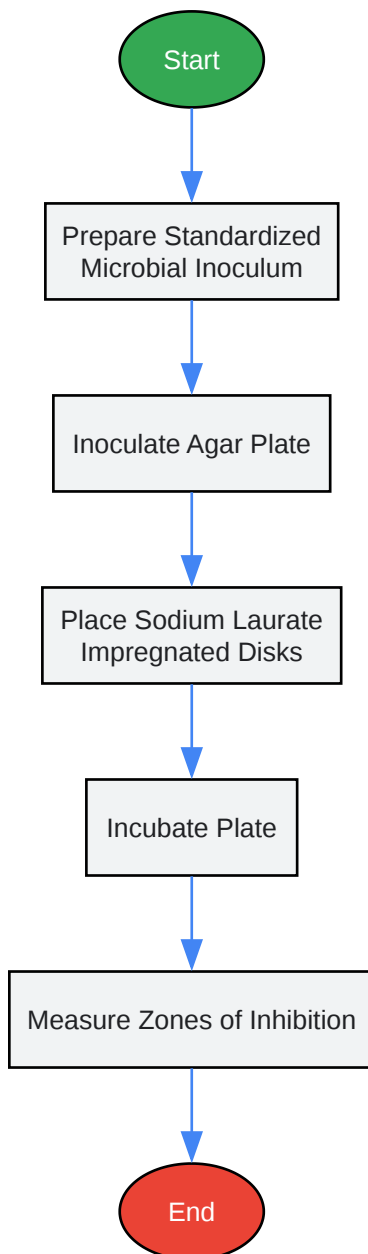 Start
Prepare Standardized
Microbial Inoculum
Inoculate Agar Plate
Place Sodium Laurate
Impregnated Disks
Incubate Plate
Measure Zones of Inhibition
End